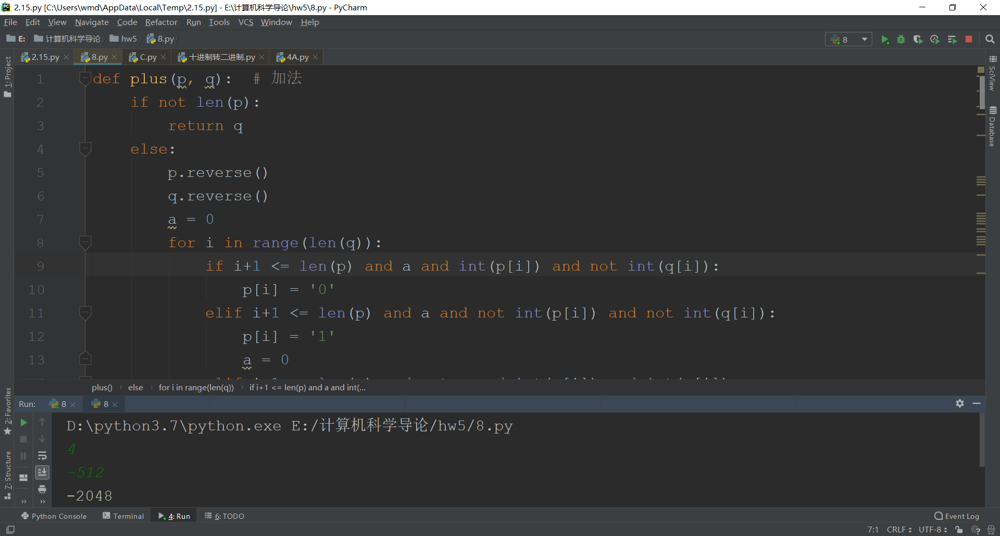 2.15.py [C:\Users\wmd\AppData\Local\Temp\2.15.py] - E:\计算机科学导论\hw5\8.py - PyCharm
File Edit View Navigate Code Refactor Run Tools VCS Window Help
E: 计算机科学导论 hw5 8.py
8
2.15.py 8.py C.py 十进制转二进制.py 4A.py
1: Project
SciView
Database
1 def plus(p, q):  # 加法
2 if not len(p):
3 return q
4 else:
5 p.reverse()
6 q.reverse()
7 a = 0
8 for i in range(len(q)):
9 if i+1 <= len(p) and a and int(p[i]) and not int(q[i]):
10 p[i] = '0'
11 elif i+1 <= len(p) and a and not int(p[i]) and not int(q[i]):
12 p[i] = '1'
13 a = 0
plus() › else › for i in range(len(q)) › if i+1 <= len(p) and a and int(...
Run: 8 8
2: Favorites
7: Structure
D:\python3.7\python.exe E:/计算机科学导论/hw5/8.py
4
-512
-2048
Python Console Terminal 4: Run 6: TODO Event Log
7:1 CRLF UTF-8